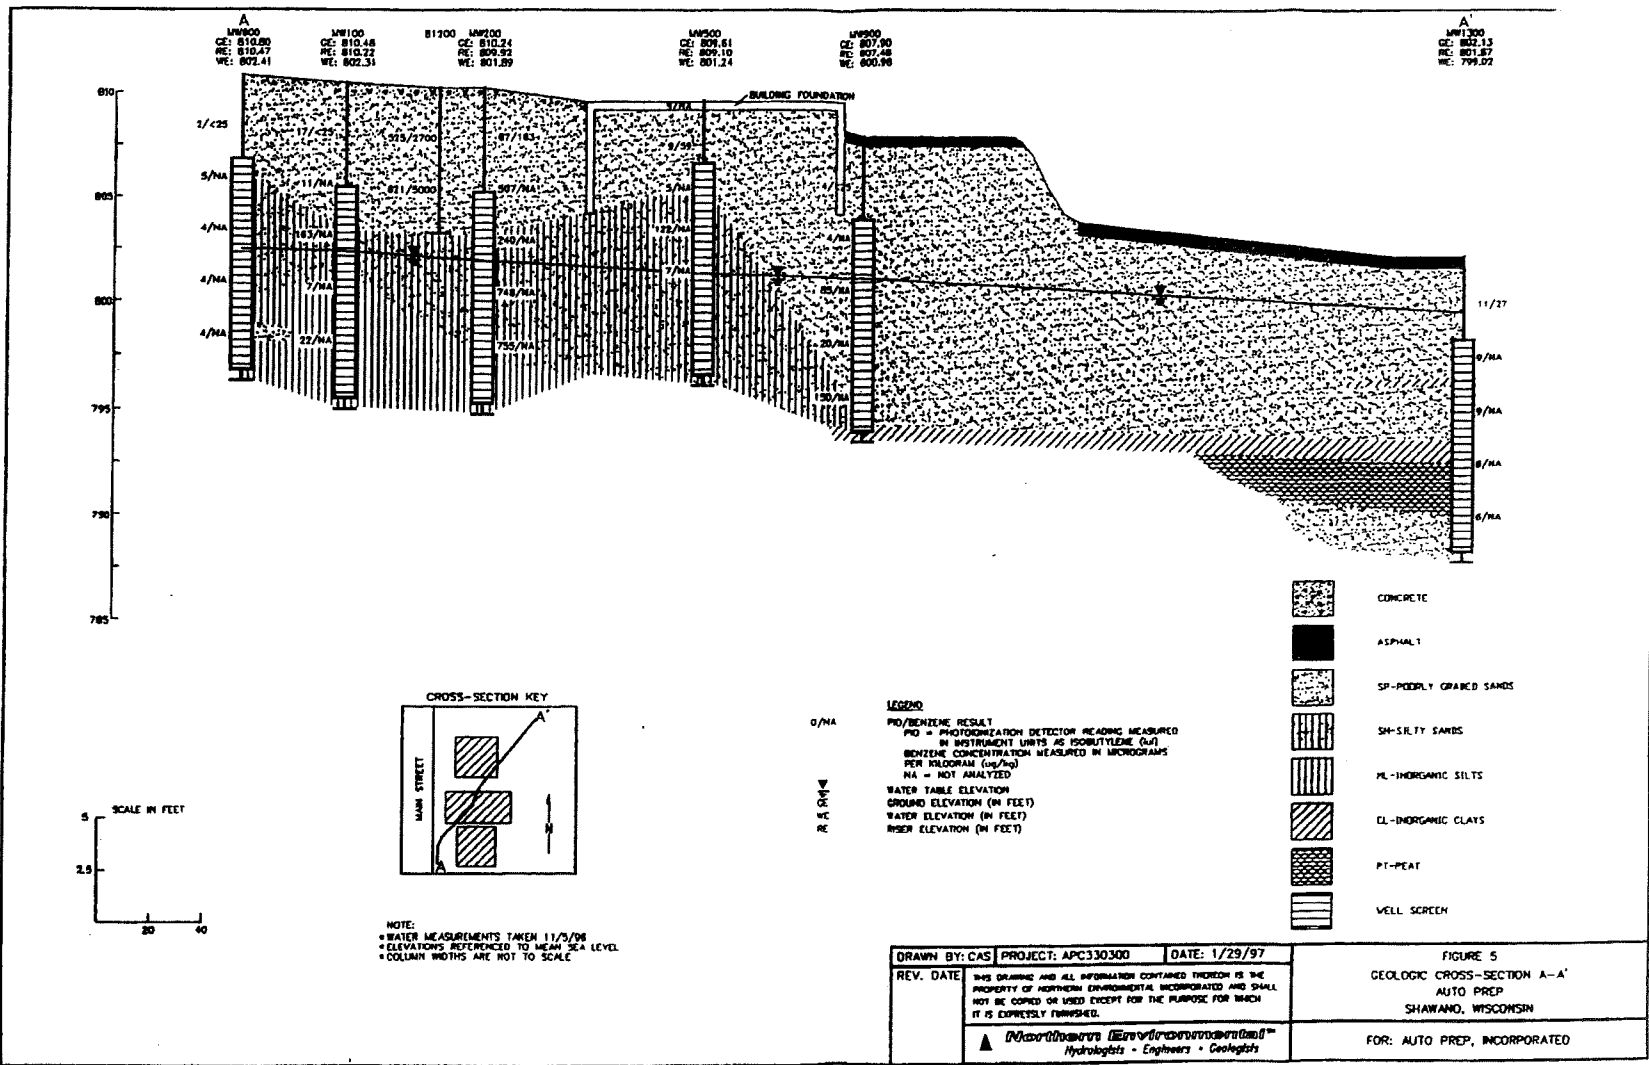 A
MW800
GE: 810.80
RE: 810.47
WE: 802.41
MW100
GE: 810.48
RE: 810.22
WE: 802.31
B1200
MW200
GE: 810.24
RE: 809.92
WE: 801.89
MW500
GE: 809.61
RE: 809.10
WE: 801.24
MW900
GE: 807.90
RE: 807.48
WE: 800.98
A'
MW1300
GE: 802.13
RE: 801.87
WE: 799.02
BUILDING FOUNDATION
810
805
800
795
790
785
2/<25
5/NA
4/NA
4/NA
4/NA
17/<25
11/NA
163/NA
7/NA
22/NA
525/2700
821/5000
87/163
507/NA
240/NA
748/NA
755/NA
9/NA
9/59
5/NA
122/NA
7/NA
4/NA
85/NA
20/NA
150/NA
11/27
0/NA
9/NA
8/NA
6/NA
CONCRETE
ASPHALT
SP-POORLY GRADED SANDS
SM-SILTY SANDS
ML-INORGANIC SILTS
CL-INORGANIC CLAYS
PT-PEAT
WELL SCREEN
CROSS-SECTION KEY
MAIN STREET
A'
A
N
SCALE IN FEET
5
2.5
20
40
LEGEND
0/NA PID/BENZENE RESULT
PID = PHOTOIONIZATION DETECTOR READING MEASURED
IN INSTRUMENT UNITS AS ISOBUTYLENE (iui)
BENZENE CONCENTRATION MEASURED IN MICROGRAMS
PER KILOGRAM (ug/kg)
NA = NOT ANALYZED
WATER TABLE ELEVATION
GE GROUND ELEVATION (IN FEET)
WE WATER ELEVATION (IN FEET)
RE RISER ELEVATION (IN FEET)
NOTE:
* WATER MEASUREMENTS TAKEN 11/5/96
* ELEVATIONS REFERENCED TO MEAN SEA LEVEL
* COLUMN WIDTHS ARE NOT TO SCALE
DRAWN BY: CAS PROJECT: APC330300 DATE: 1/29/97
REV. DATE
THIS DRAWING AND ALL INFORMATION CONTAINED THEREON IS THE
PROPERTY OF NORTHERN ENVIRONMENTAL INCORPORATED AND SHALL
NOT BE COPIED OR USED EXCEPT FOR THE PURPOSE FOR WHICH
IT IS EXPRESSLY FURNISHED.
Northern Environmental
Hydrologists - Engineers - Geologists
FIGURE 5
GEOLOGIC CROSS-SECTION A-A'
AUTO PREP
SHAWANO, WISCONSIN
FOR: AUTO PREP, INCORPORATED